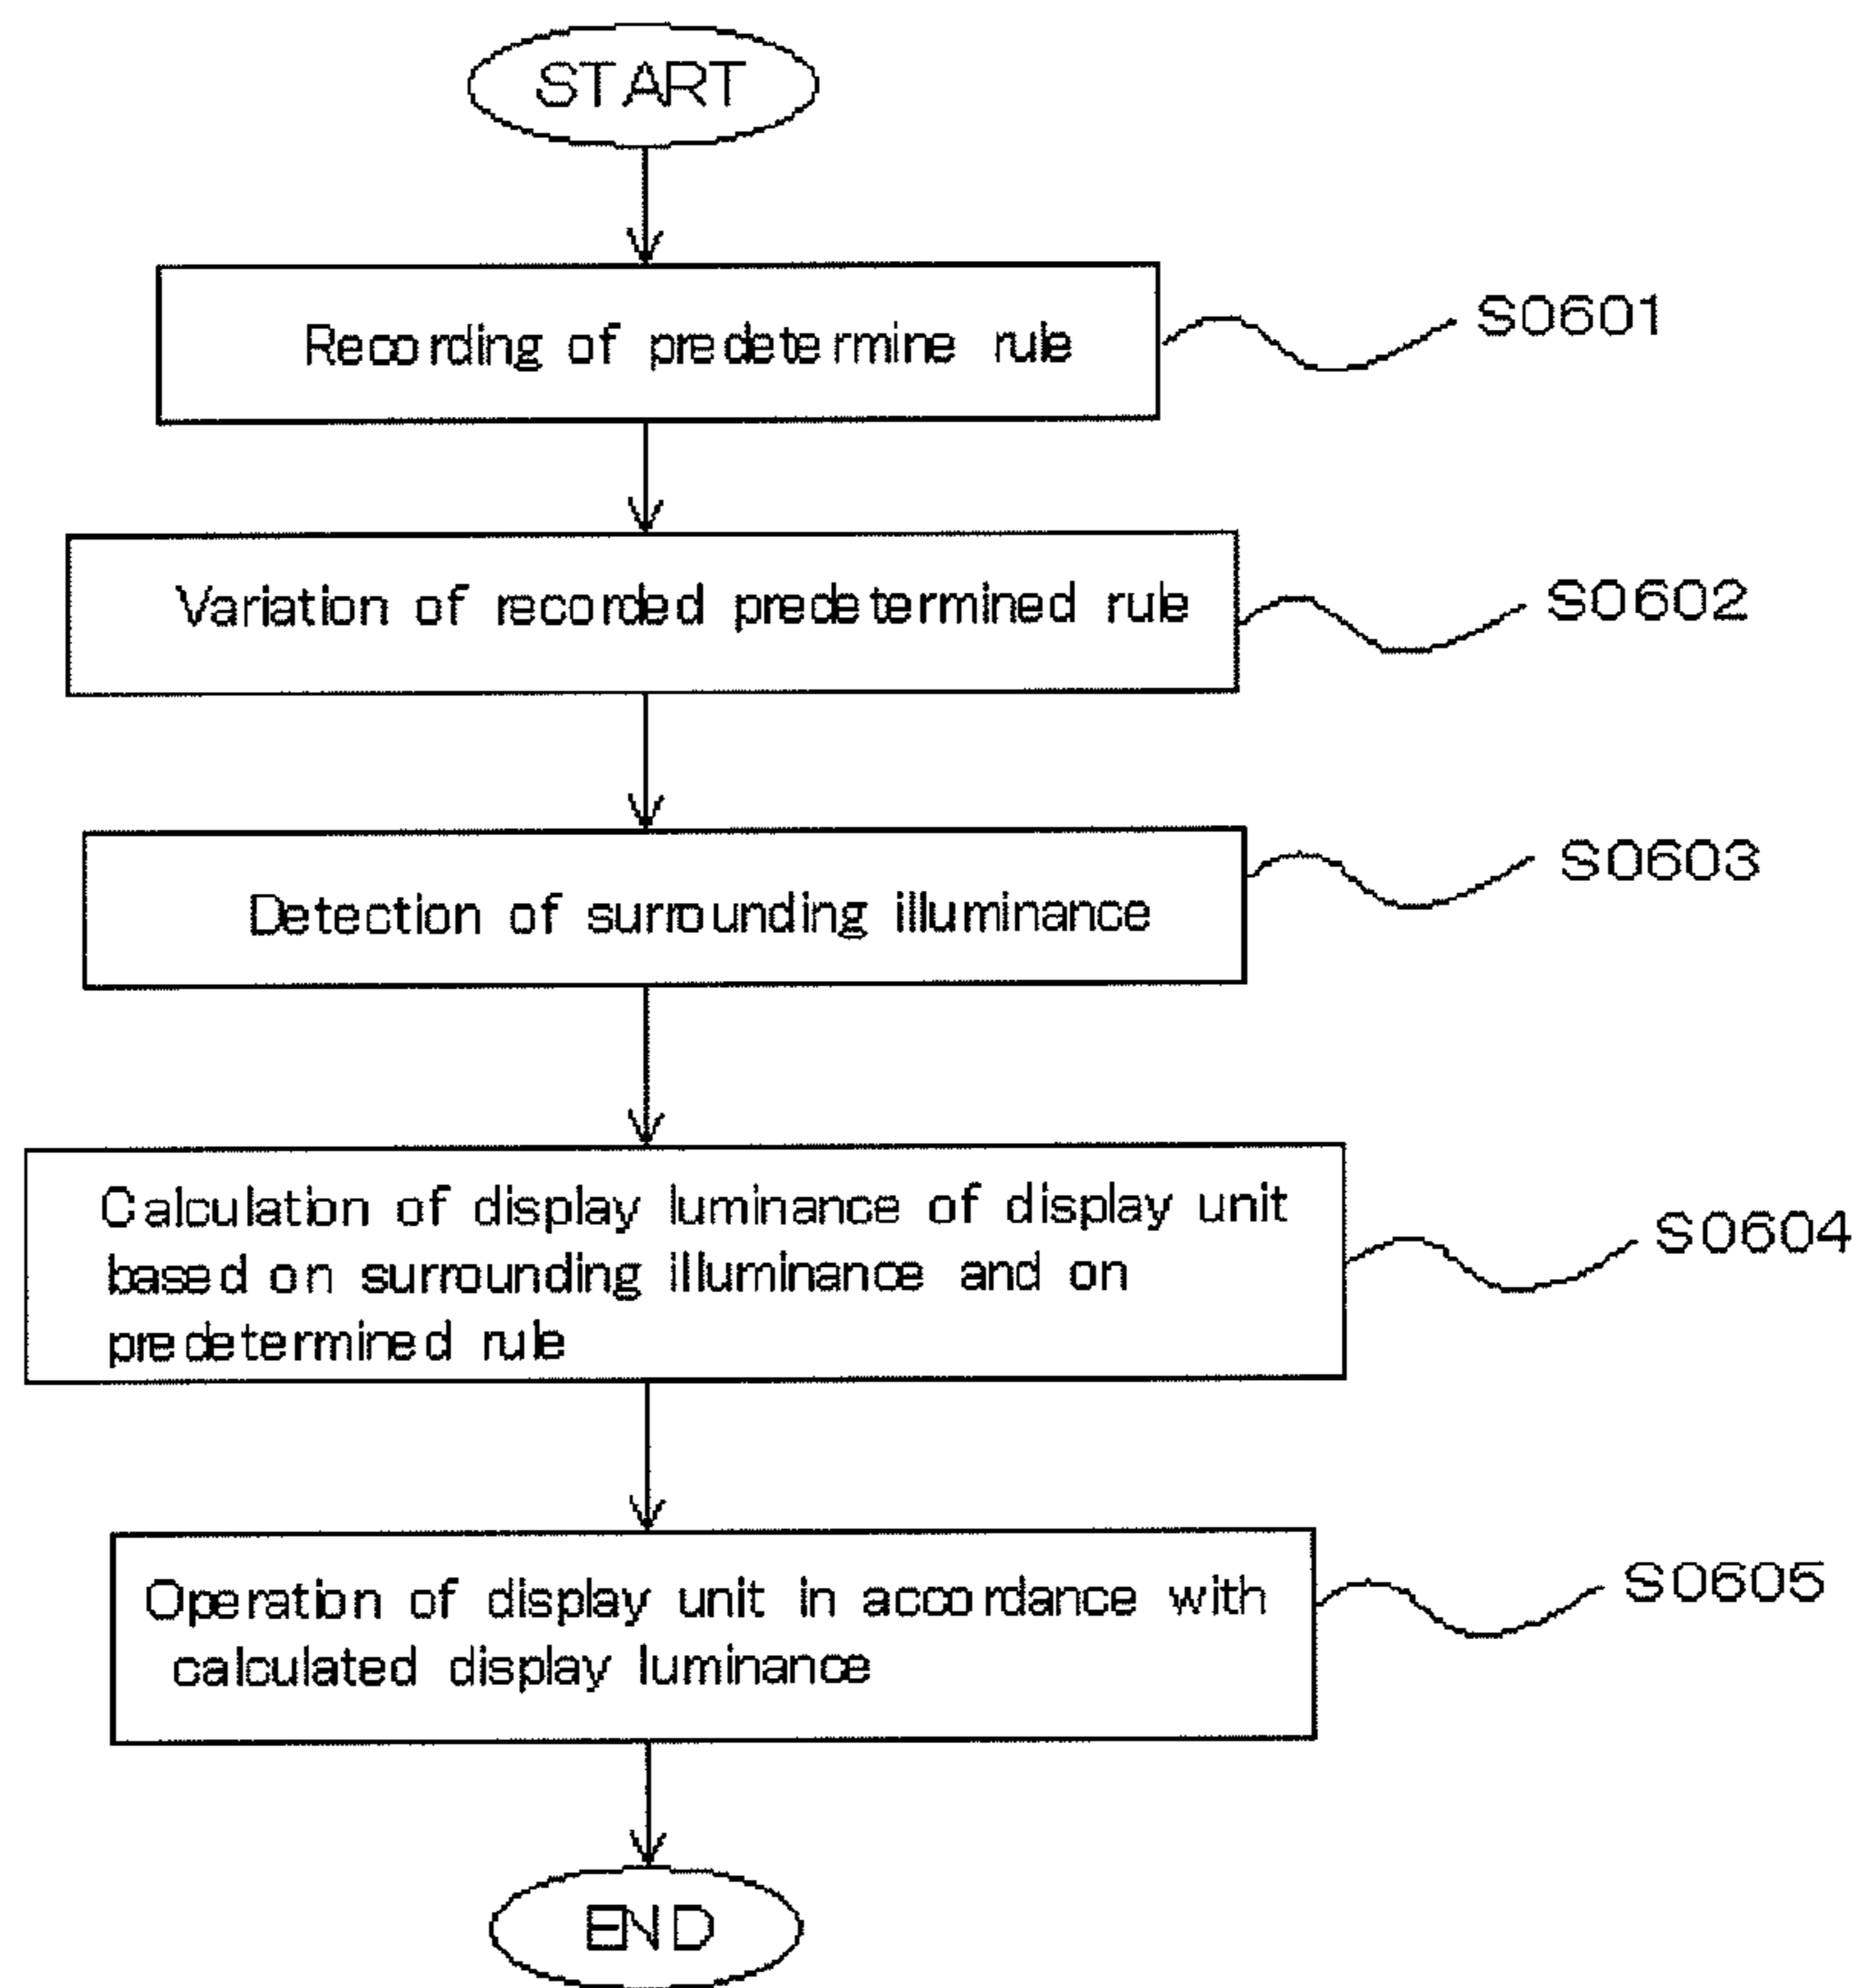 START
Recording of predetermine rule
S0601
Variation of recorded predetermined rule
S0602
Detection of surrounding illuminance
S0603
Calculation of display luminance of display unit
based on surrounding illuminance and on
predetermined rule
S0604
Operation of display unit in accordance with
calculated display luminance
S0605
END